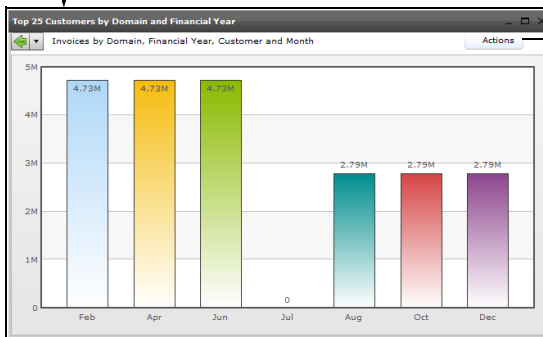 Top 25 Customers by Domain and Financial Year
Invoices by Domain, Financial Year, Customer and Month
Actions
5M
4M
3M
2M
1M
0
4.73M 4.73M 4.73M 0 2.79M 2.79M 2.79M
Feb Apr Jun Jul Aug Oct Dec